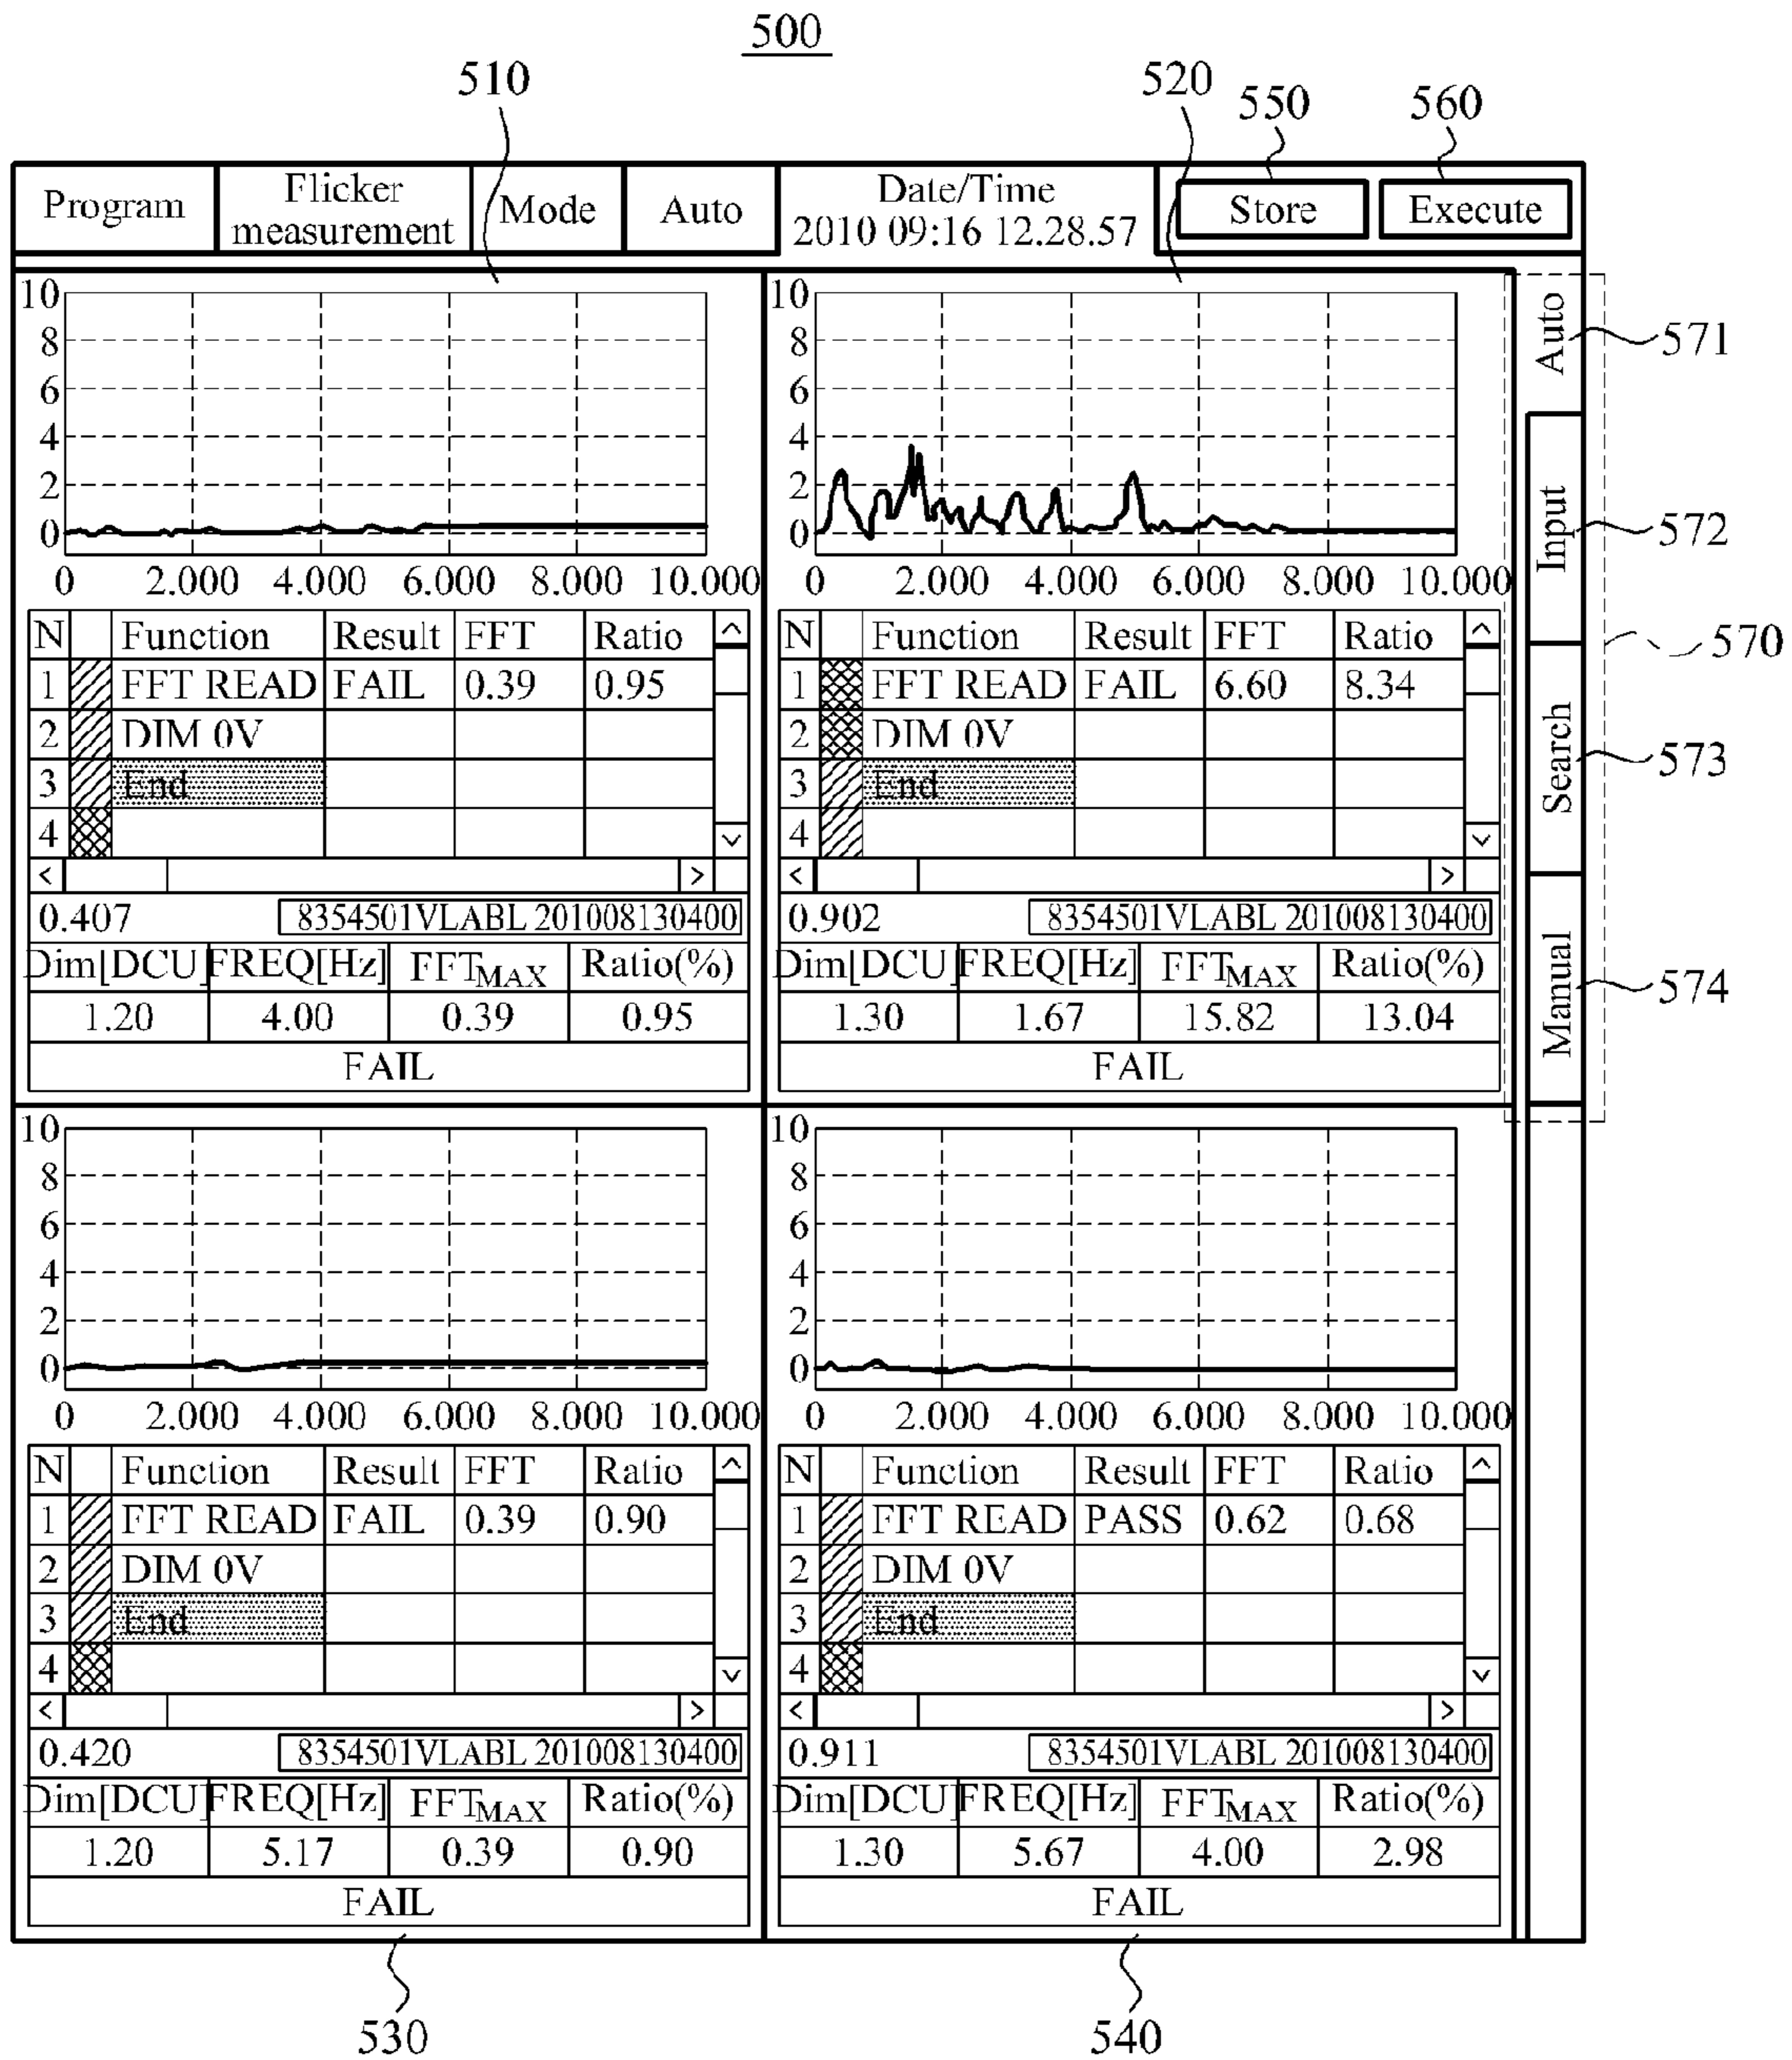 500
510
520
550
560
Program
Flicker
measurement
Mode
Auto
Date/Time
2010 09:16 12.28.57
Store
Execute
10
8
6
4
2
0
0 2.000 4.000 6.000 8.000 10.000
N Function Result FFT Ratio ^
1 FFT READ FAIL 0.39 0.95
2 DIM 0V
3 End
4 v
< >
0.407 8354501VLABL 201008130400
Dim[DCU] FREQ[Hz] FFTMAX Ratio(%)
1.20 4.00 0.39 0.95
FAIL
10
8
6
4
2
0
0 2.000 4.000 6.000 8.000 10.000
N Function Result FFT Ratio ^
1 FFT READ FAIL 6.60 8.34
2 DIM 0V
3 End
4 v
< >
0.902 8354501VLABL 201008130400
Dim[DCU] FREQ[Hz] FFTMAX Ratio(%)
1.30 1.67 15.82 13.04
FAIL
Auto
571
Input
572
570
Search
573
Manual
574
10
8
6
4
2
0
0 2.000 4.000 6.000 8.000 10.000
N Function Result FFT Ratio ^
1 FFT READ FAIL 0.39 0.90
2 DIM 0V
3 End
4 v
< >
0.420 8354501VLABL 201008130400
Dim[DCU] FREQ[Hz] FFTMAX Ratio(%)
1.20 5.17 0.39 0.90
FAIL
10
8
6
4
2
0
0 2.000 4.000 6.000 8.000 10.000
N Function Result FFT Ratio ^
1 FFT READ PASS 0.62 0.68
2 DIM 0V
3 End
4 v
< >
0.911 8354501VLABL 201008130400
Dim[DCU] FREQ[Hz] FFTMAX Ratio(%)
1.30 5.67 4.00 2.98
FAIL
530
540